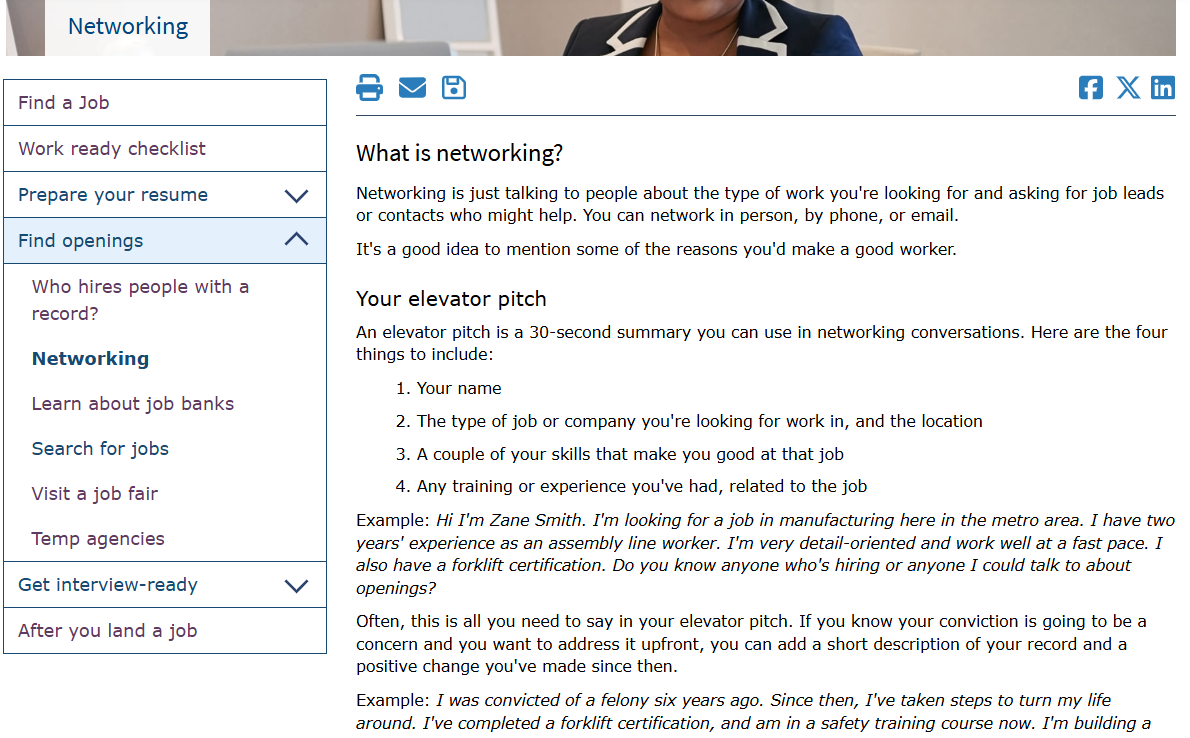 Networking
Find a Job
Work ready checklist
Prepare your resume
Find openings
Who hires people with a
record?
Networking
Learn about job banks
Search for jobs
Visit a job fair
Temp agencies
Get interview-ready
After you land a job
What is networking?
Networking is just talking to people about the type of work you're looking for and asking for job leads
or contacts who might help. You can network in person, by phone, or email.
It's a good idea to mention some of the reasons you'd make a good worker.
Your elevator pitch
An elevator pitch is a 30-second summary you can use in networking conversations. Here are the four
things to include:
1. Your name
2. The type of job or company you're looking for work in, and the location
3. A couple of your skills that make you good at that job
4. Any training or experience you've had, related to the job
Example: Hi I'm Zane Smith. I'm looking for a job in manufacturing here in the metro area. I have two
years' experience as an assembly line worker. I'm very detail-oriented and work well at a fast pace. I
also have a forklift certification. Do you know anyone who's hiring or anyone I could talk to about
openings?
Often, this is all you need to say in your elevator pitch. If you know your conviction is going to be a
concern and you want to address it upfront, you can add a short description of your record and a
positive change you've made since then.
Example: I was convicted of a felony six years ago. Since then, I've taken steps to turn my life
around. I've completed a forklift certification, and am in a safety training course now. I'm building a